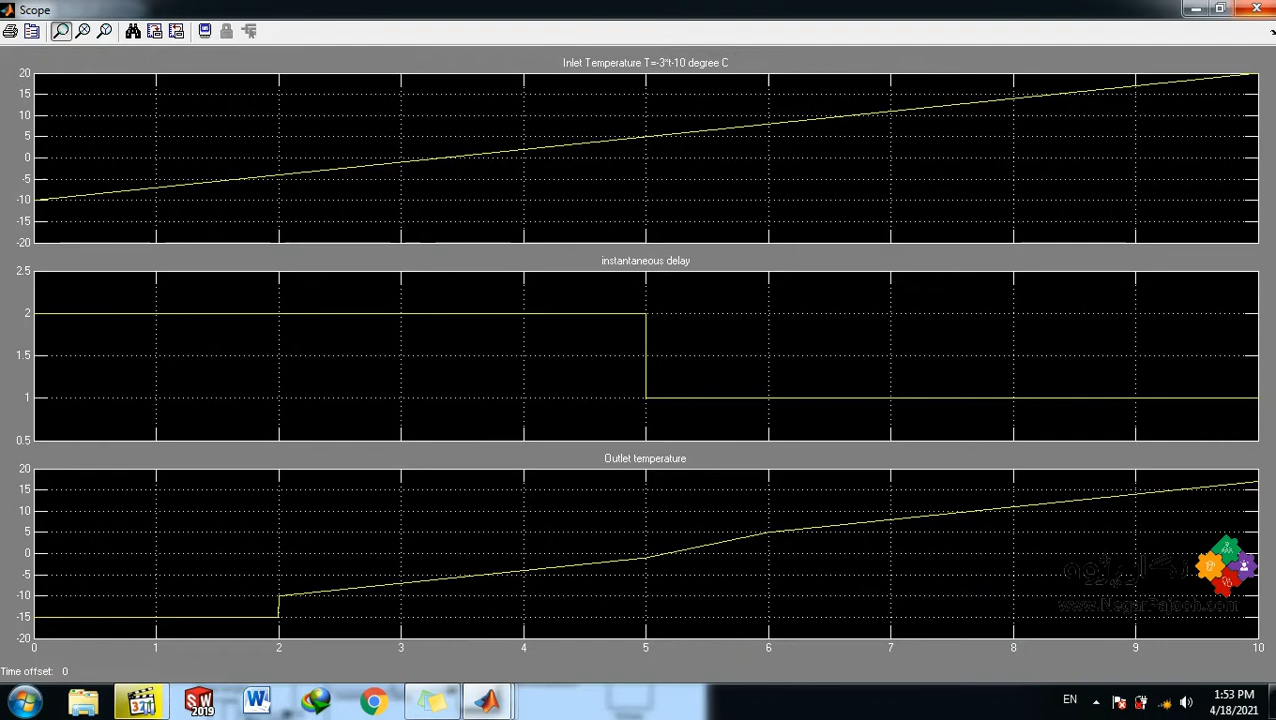 Scope
Inlet Temperature T=-3*t-10 degree C
20
15
10
5
0
-5
-10
-15
-20
instantaneous delay
2.5
2
1.5
1
0.5
Outlet temperature
20
15
10
5
0
-5
-10
-15
-20
0 1 2 3 4 5 6 7 8 9 10
www.NegarPajooh.com
Time offset: 0
SW
2019
W
EN
1:53 PM
4/18/2021